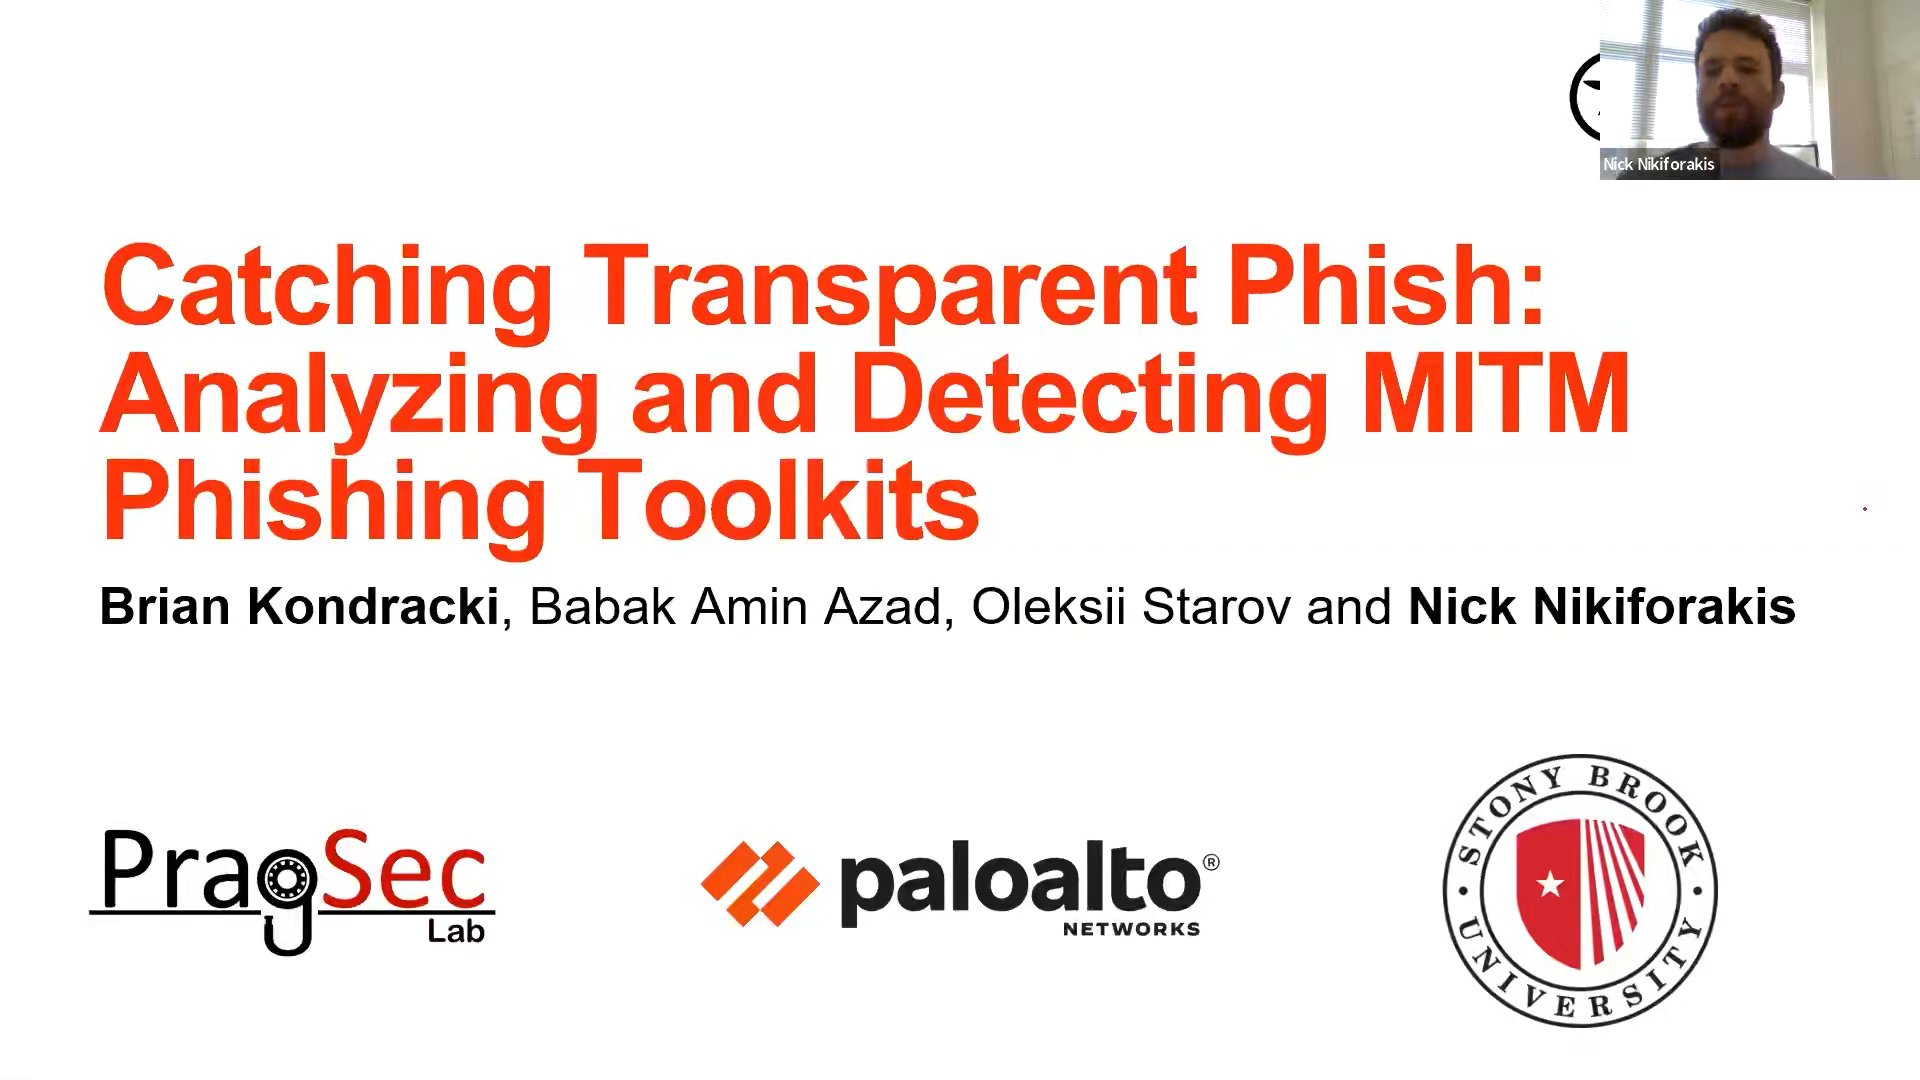 Nick Nikiforakis
Catching Transparent Phish:
Analyzing and Detecting MITM
Phishing Toolkits
Brian Kondracki, Babak Amin Azad, Oleksii Starov and Nick Nikiforakis
PragSec
Lab
paloalto®
NETWORKS
STONY BROOK
UNIVERSITY